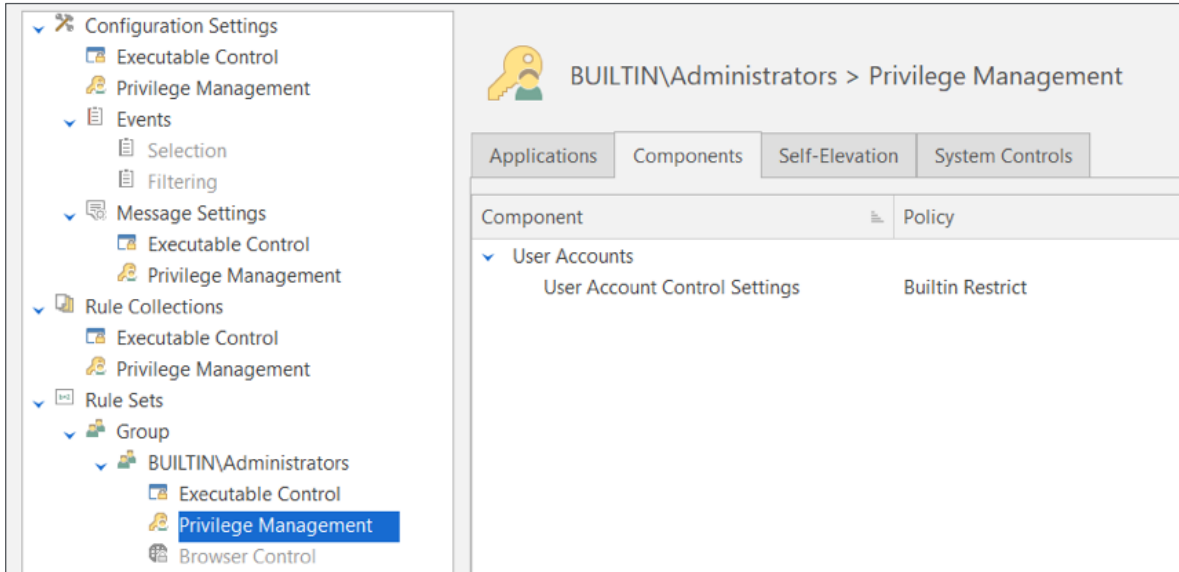 Configuration Settings
Executable Control
Privilege Management
Events
Selection
Filtering
Message Settings
Executable Control
Privilege Management
Rule Collections
Executable Control
Privilege Management
Rule Sets
Group
BUILTIN\Administrators
Executable Control
Privilege Management
Browser Control
BUILTIN\Administrators > Privilege Management
Applications Components Self-Elevation System Controls
Component Policy
User Accounts
User Account Control Settings Builtin Restrict